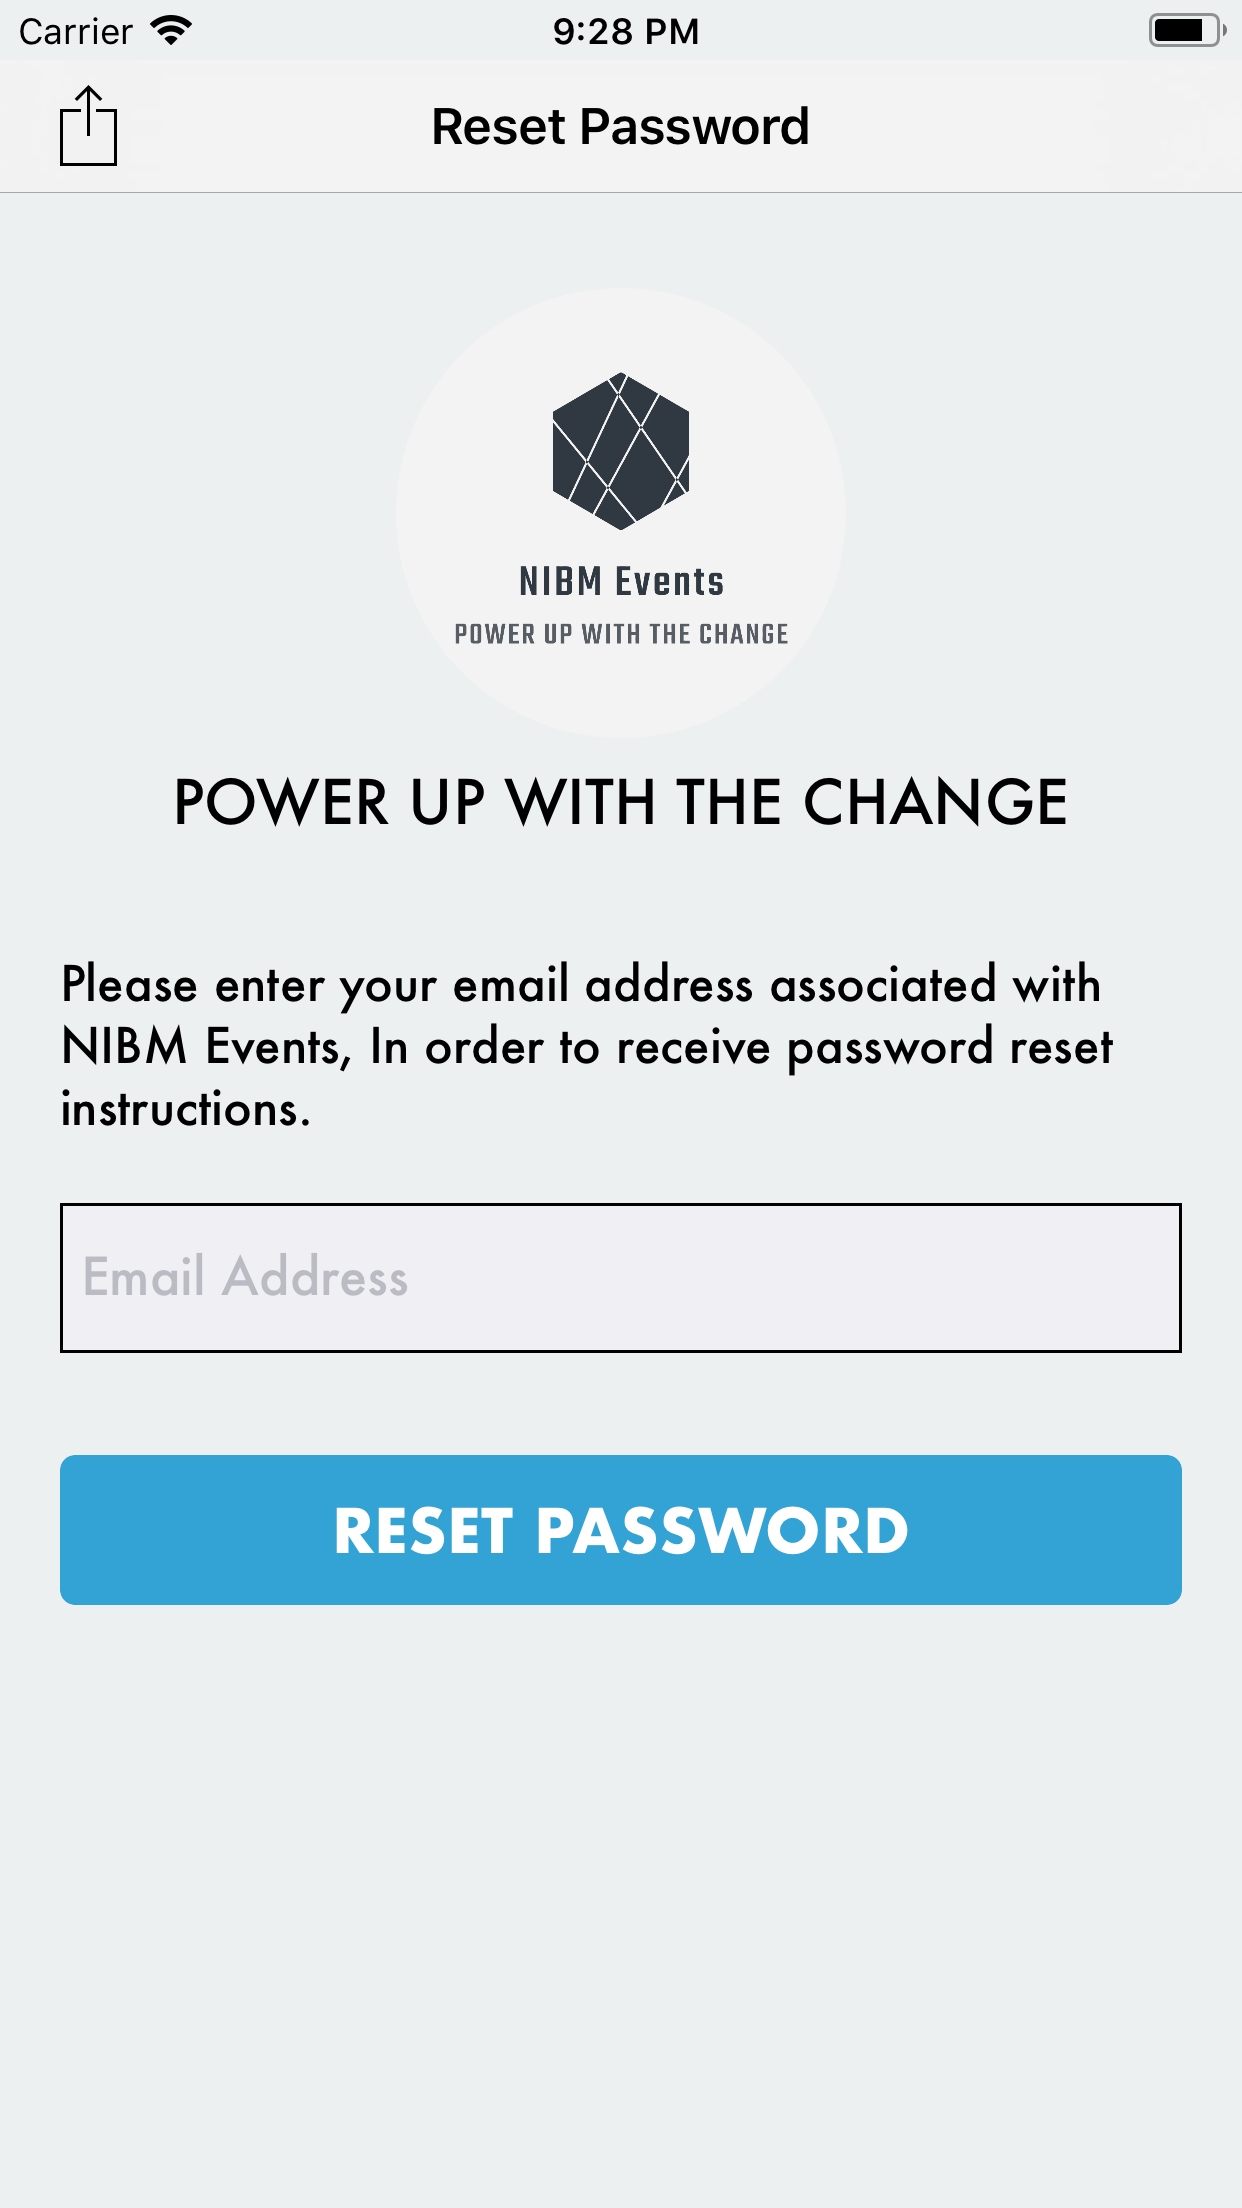 Carrier 9:28 PM
Reset Password
NIBM Events
POWER UP WITH THE CHANGE
POWER UP WITH THE CHANGE
Please enter your email address associated with
NIBM Events, In order to receive password reset
instructions.
Email Address
RESET PASSWORD